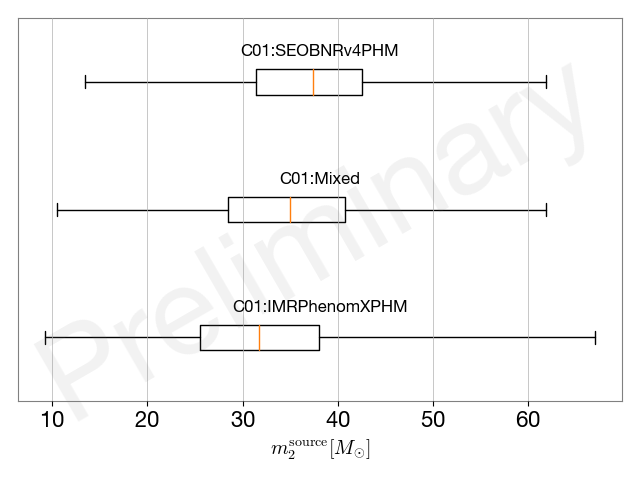 C01:SEOBNRv4PHM
C01:Mixed
C01:IMRPhenomXPHM
Preliminary
10 20 30 40 50 60
m₂^source [M⊙]